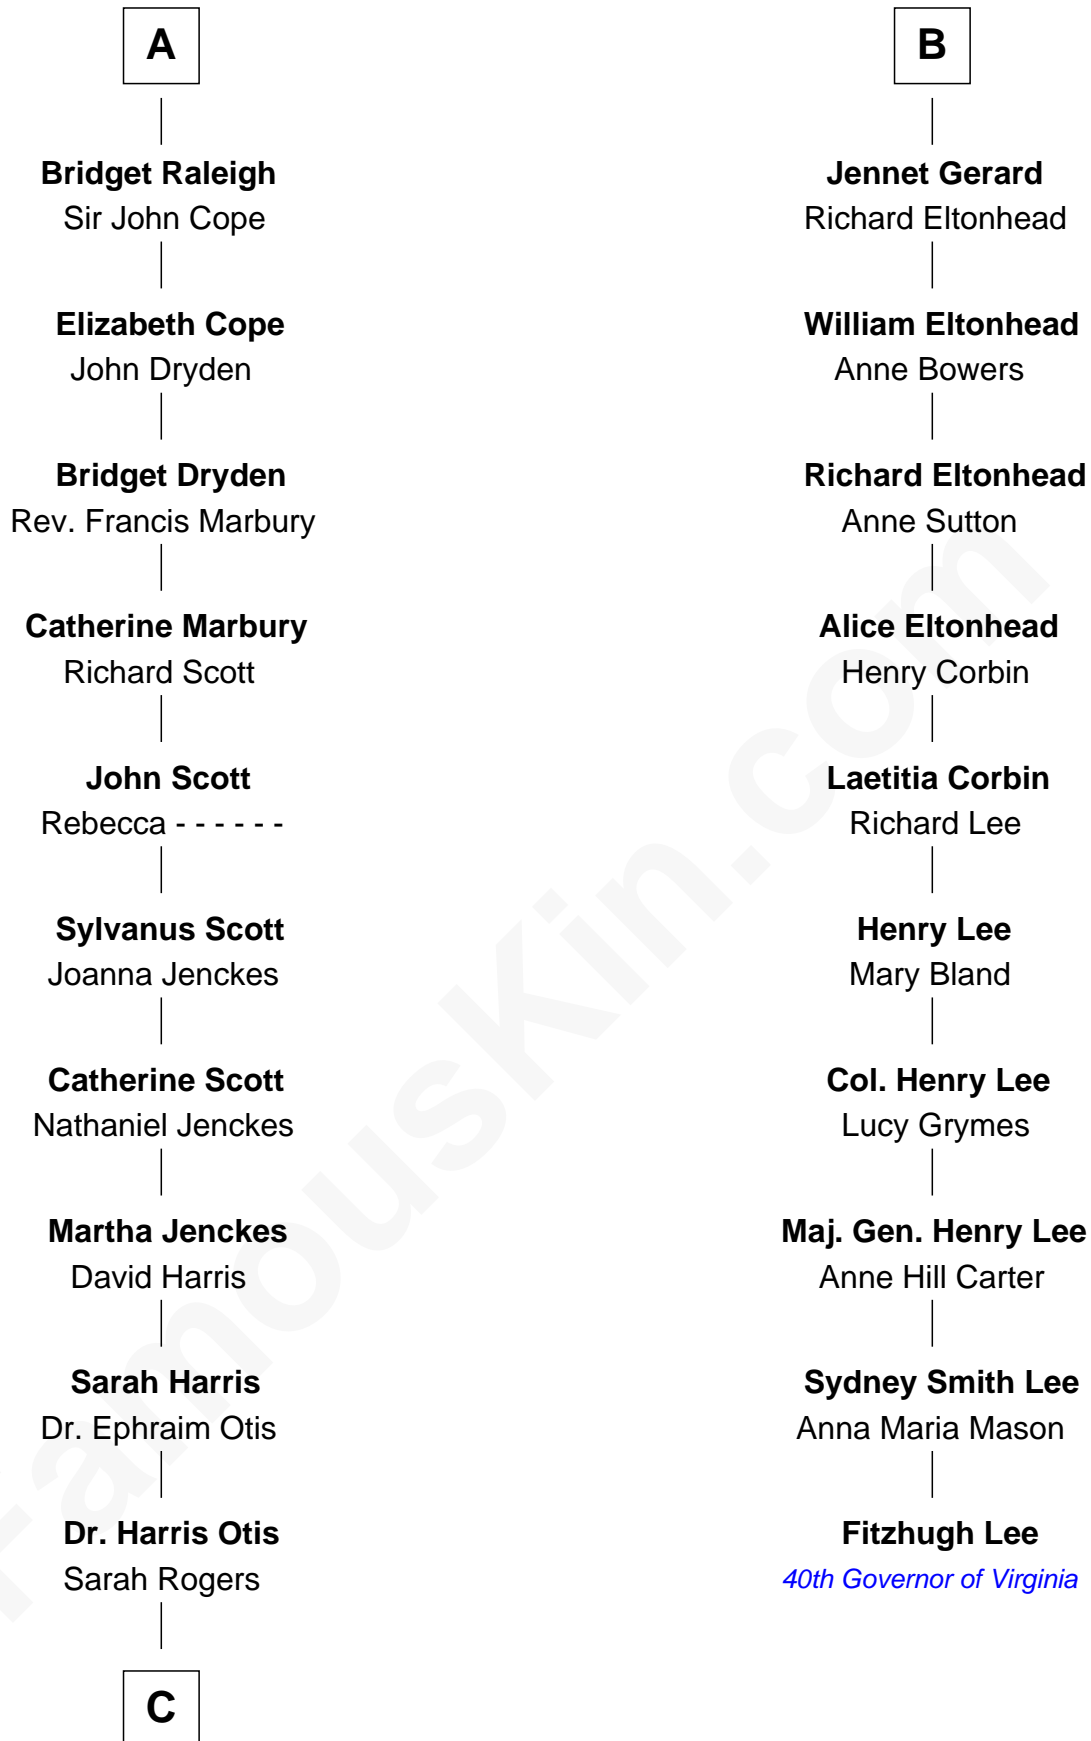 A
Bridget Raleigh
Sir John Cope
Elizabeth Cope
John Dryden
Bridget Dryden
Rev. Francis Marbury
Catherine Marbury
Richard Scott
John Scott
Rebecca - - - - - -
Sylvanus Scott
Joanna Jenckes
Catherine Scott
Nathaniel Jenckes
Martha Jenckes
David Harris
Sarah Harris
Dr. Ephraim Otis
Dr. Harris Otis
Sarah Rogers
C
B
Jennet Gerard
Richard Eltonhead
William Eltonhead
Anne Bowers
Richard Eltonhead
Anne Sutton
Alice Eltonhead
Henry Corbin
Laetitia Corbin
Richard Lee
Henry Lee
Mary Bland
Col. Henry Lee
Lucy Grymes
Maj. Gen. Henry Lee
Anne Hill Carter
Sydney Smith Lee
Anna Maria Mason
Fitzhugh Lee
40th Governor of Virginia
FamousKin.com